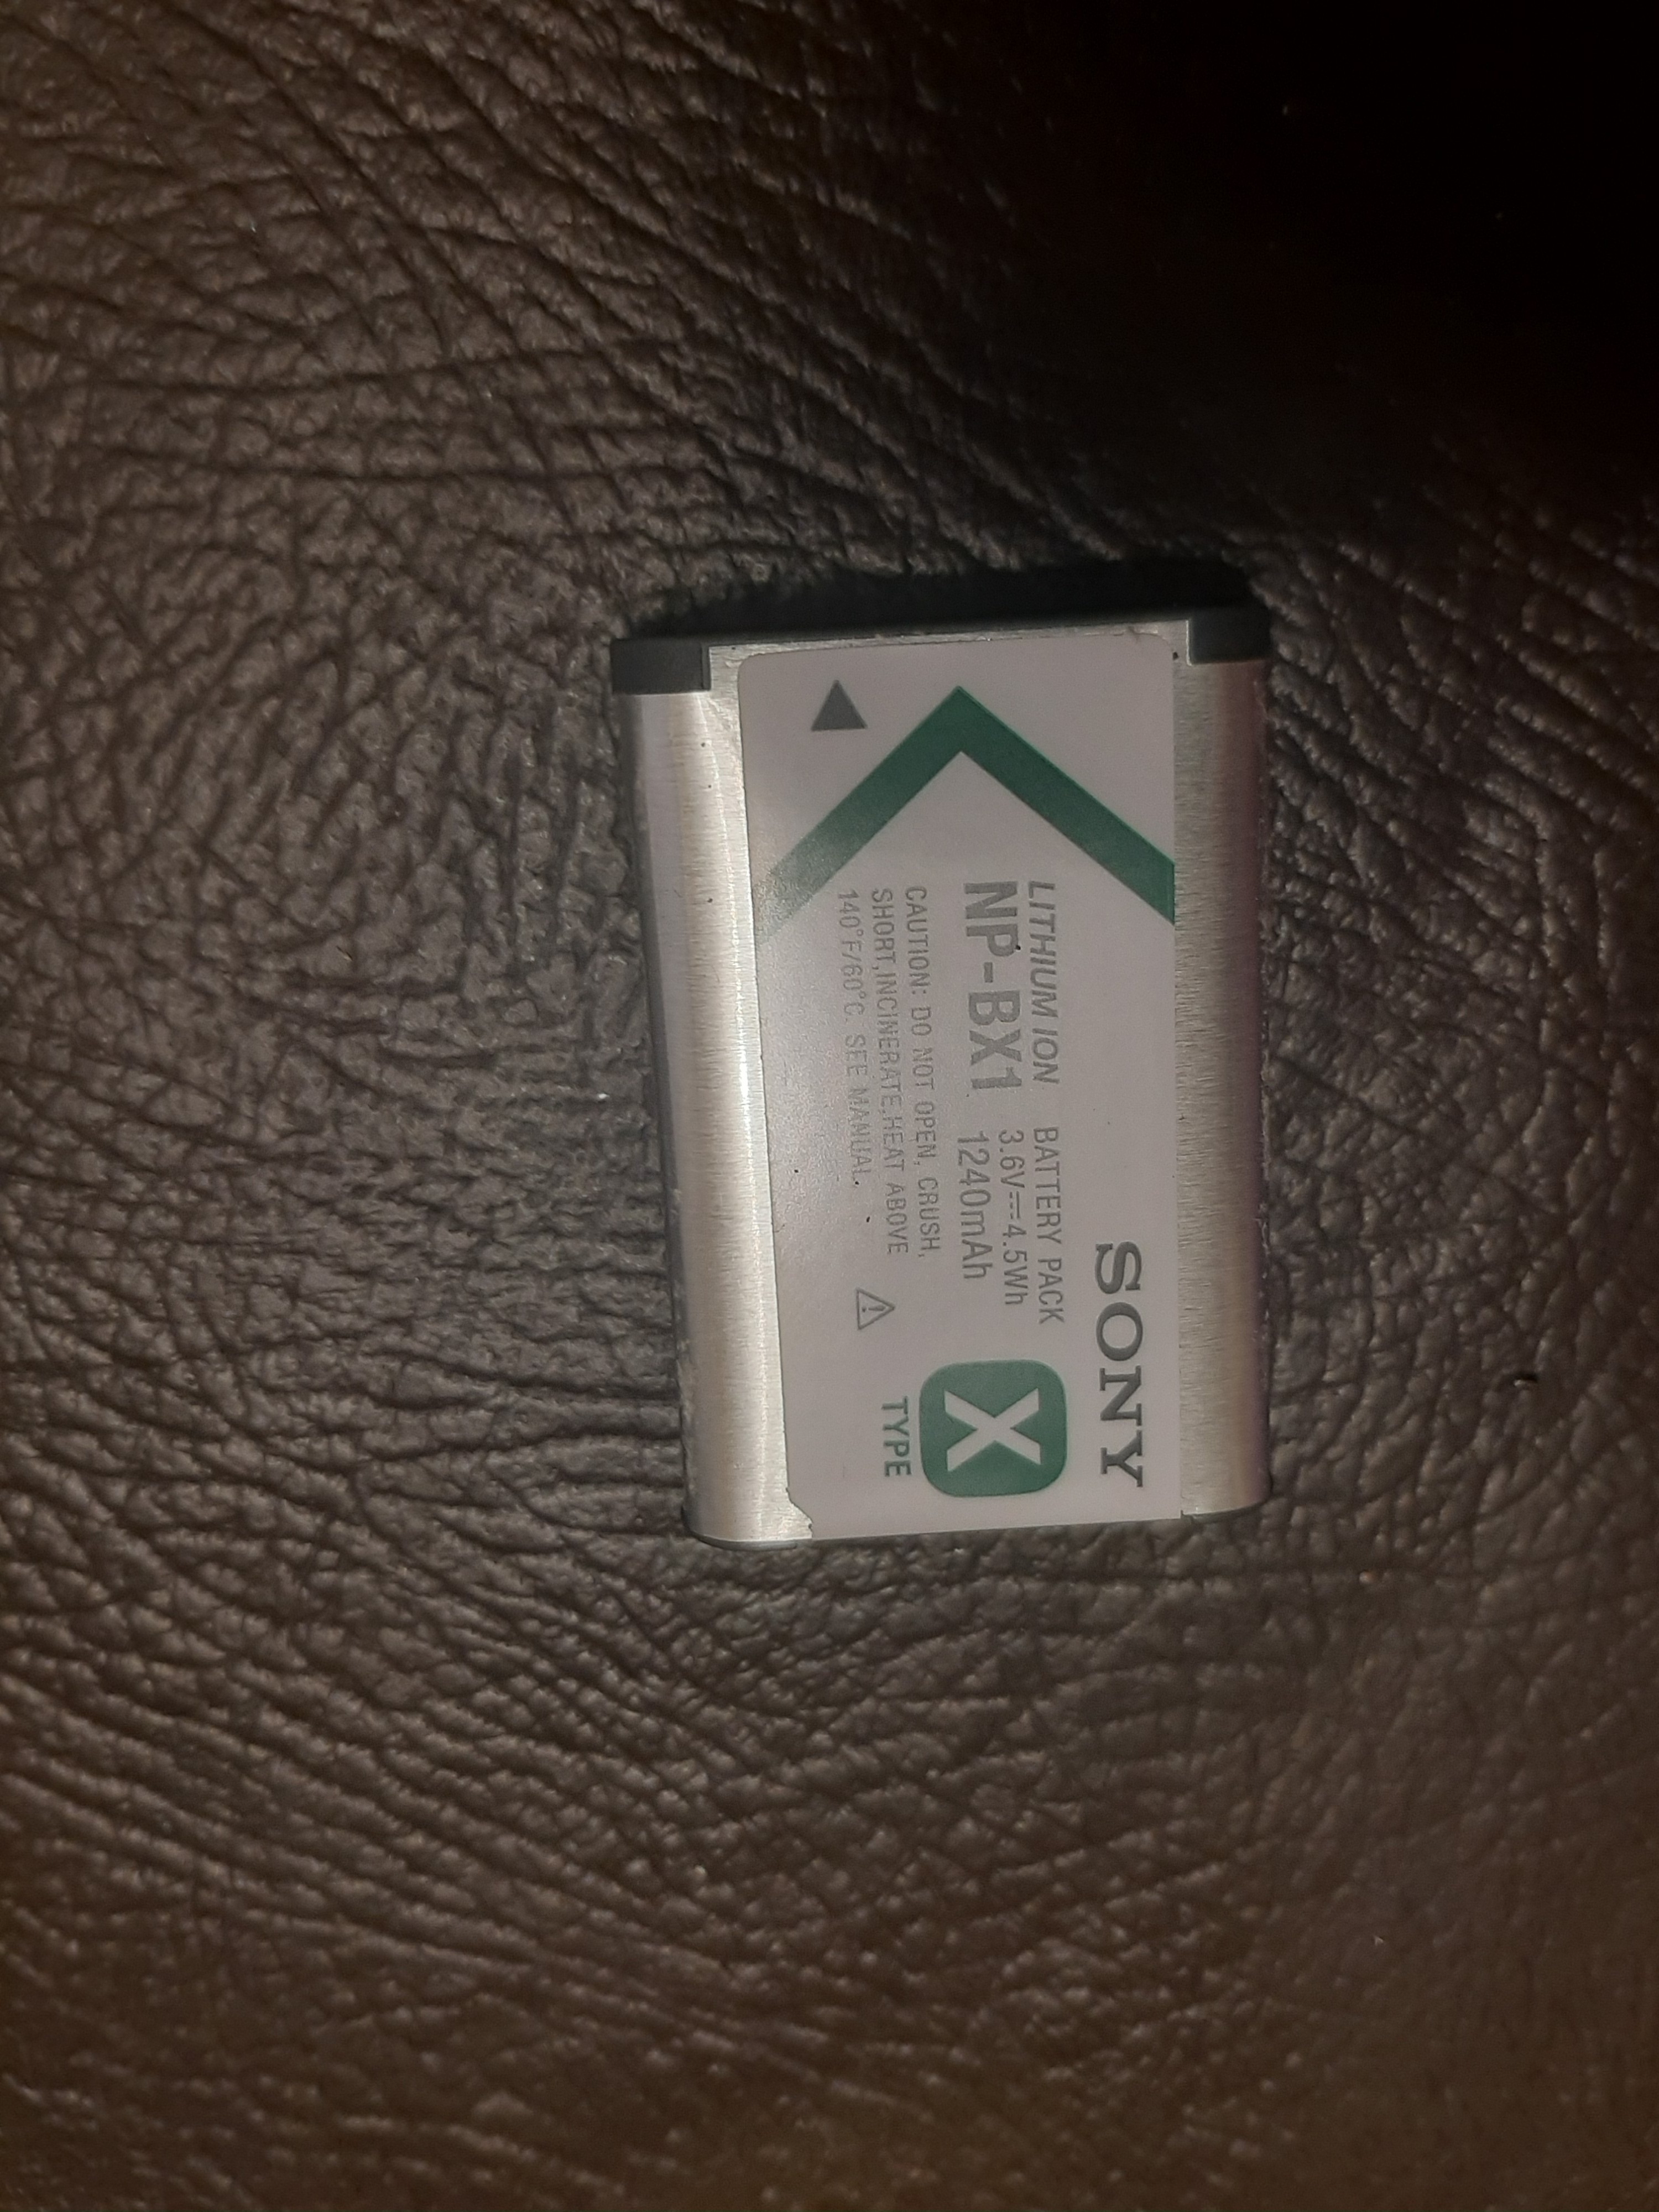 SONY
LITHIUM ION BATTERY PACK
NP-BX1 3.6V⎓4.5Wh
1240mAh
X
TYPE
CAUTION: DO NOT OPEN, CRUSH,
SHORT,INCINERATE,HEAT ABOVE
140°F/60°C. SEE MANUAL.